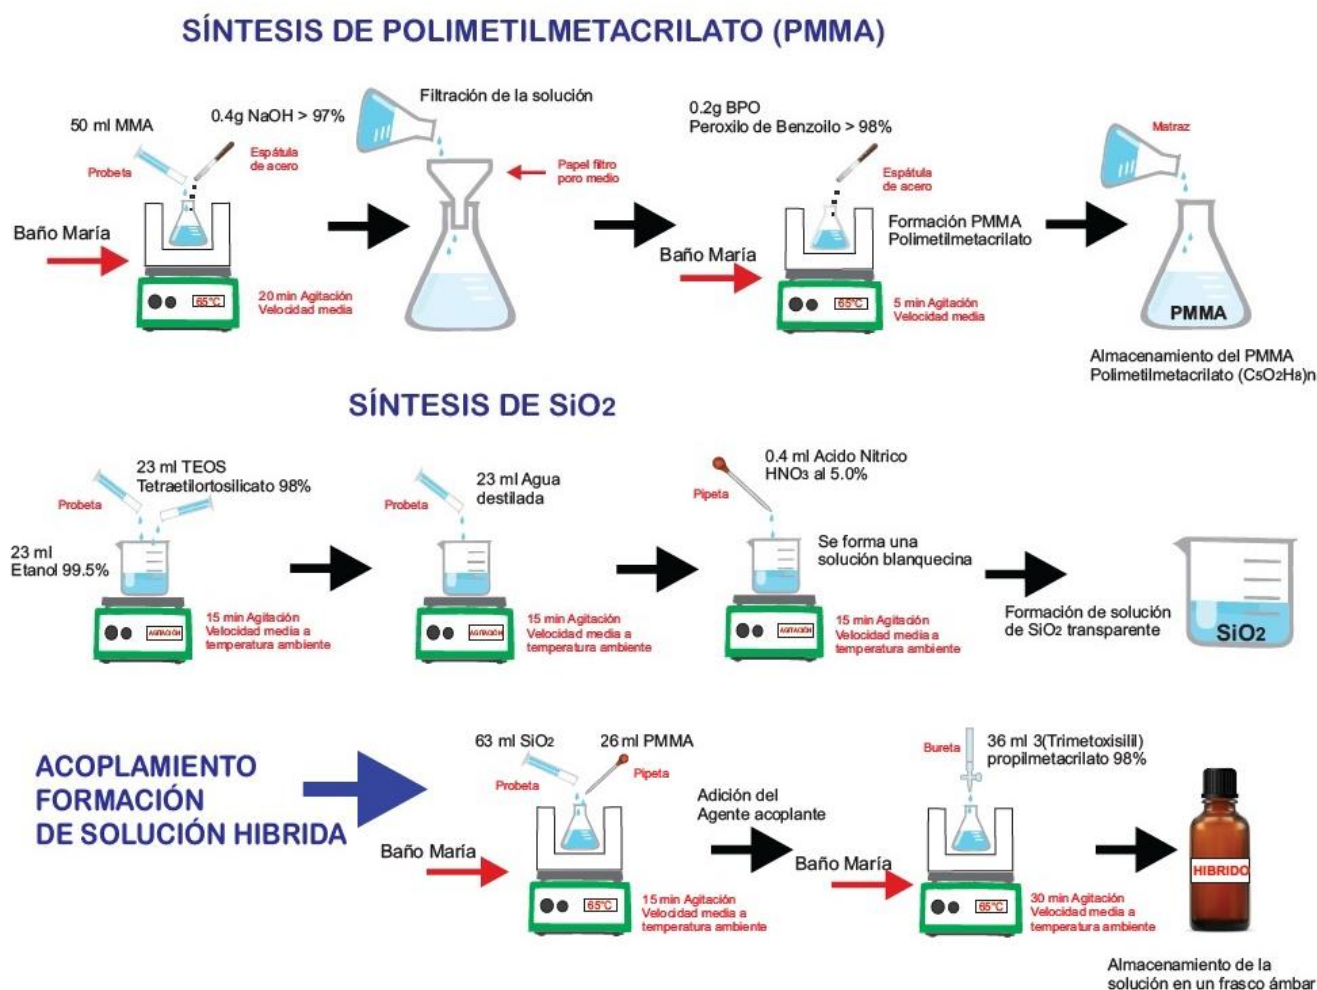 SÍNTESIS DE POLIMETILMETACRILATO (PMMA)
50 ml MMA
0.4g NaOH > 97%
Probeta
Espátula
de acero
Baño María
65°C
20 min Agitación
Velocidad media
Filtración de la solución
Papel filtro
poro medio
0.2g BPO
Peroxilo de Benzoilo > 98%
Espátula
de acero
Formación PMMA
Polimetilmetacrilato
Baño María
65°C
5 min Agitación
Velocidad media
Matraz
PMMA
Almacenamiento del PMMA
Polimetilmetacrilato (C5O2H8)n
SÍNTESIS DE SiO2
23 ml TEOS
Tetraetilortosilicato 98%
Probeta
23 ml
Etanol 99.5%
AGITACIÓN
15 min Agitación
Velocidad media a
temperatura ambiente
23 ml Agua
destilada
Probeta
AGITACIÓN
15 min Agitación
Velocidad media a
temperatura ambiente
0.4 ml Acido Nitrico
HNO3 al 5.0%
Pipeta
Se forma una
solución blanquecina
AGITACIÓN
15 min Agitación
Velocidad media a
temperatura ambiente
Formación de solución
de SiO2 transparente
SiO2
ACOPLAMIENTO
FORMACIÓN
DE SOLUCIÓN HIBRIDA
63 ml SiO2
26 ml PMMA
Probeta
Pipeta
Baño María
65°C
15 min Agitación
Velocidad media a
temperatura ambiente
Adición del
Agente acoplante
Bureta
36 ml 3(Trimetoxisilil)
propilmetacrilato 98%
Baño María
65°C
30 min Agitación
Velocidad media a
temperatura ambiente
HIBRIDO
Almacenamiento de la
solución en un frasco ámbar